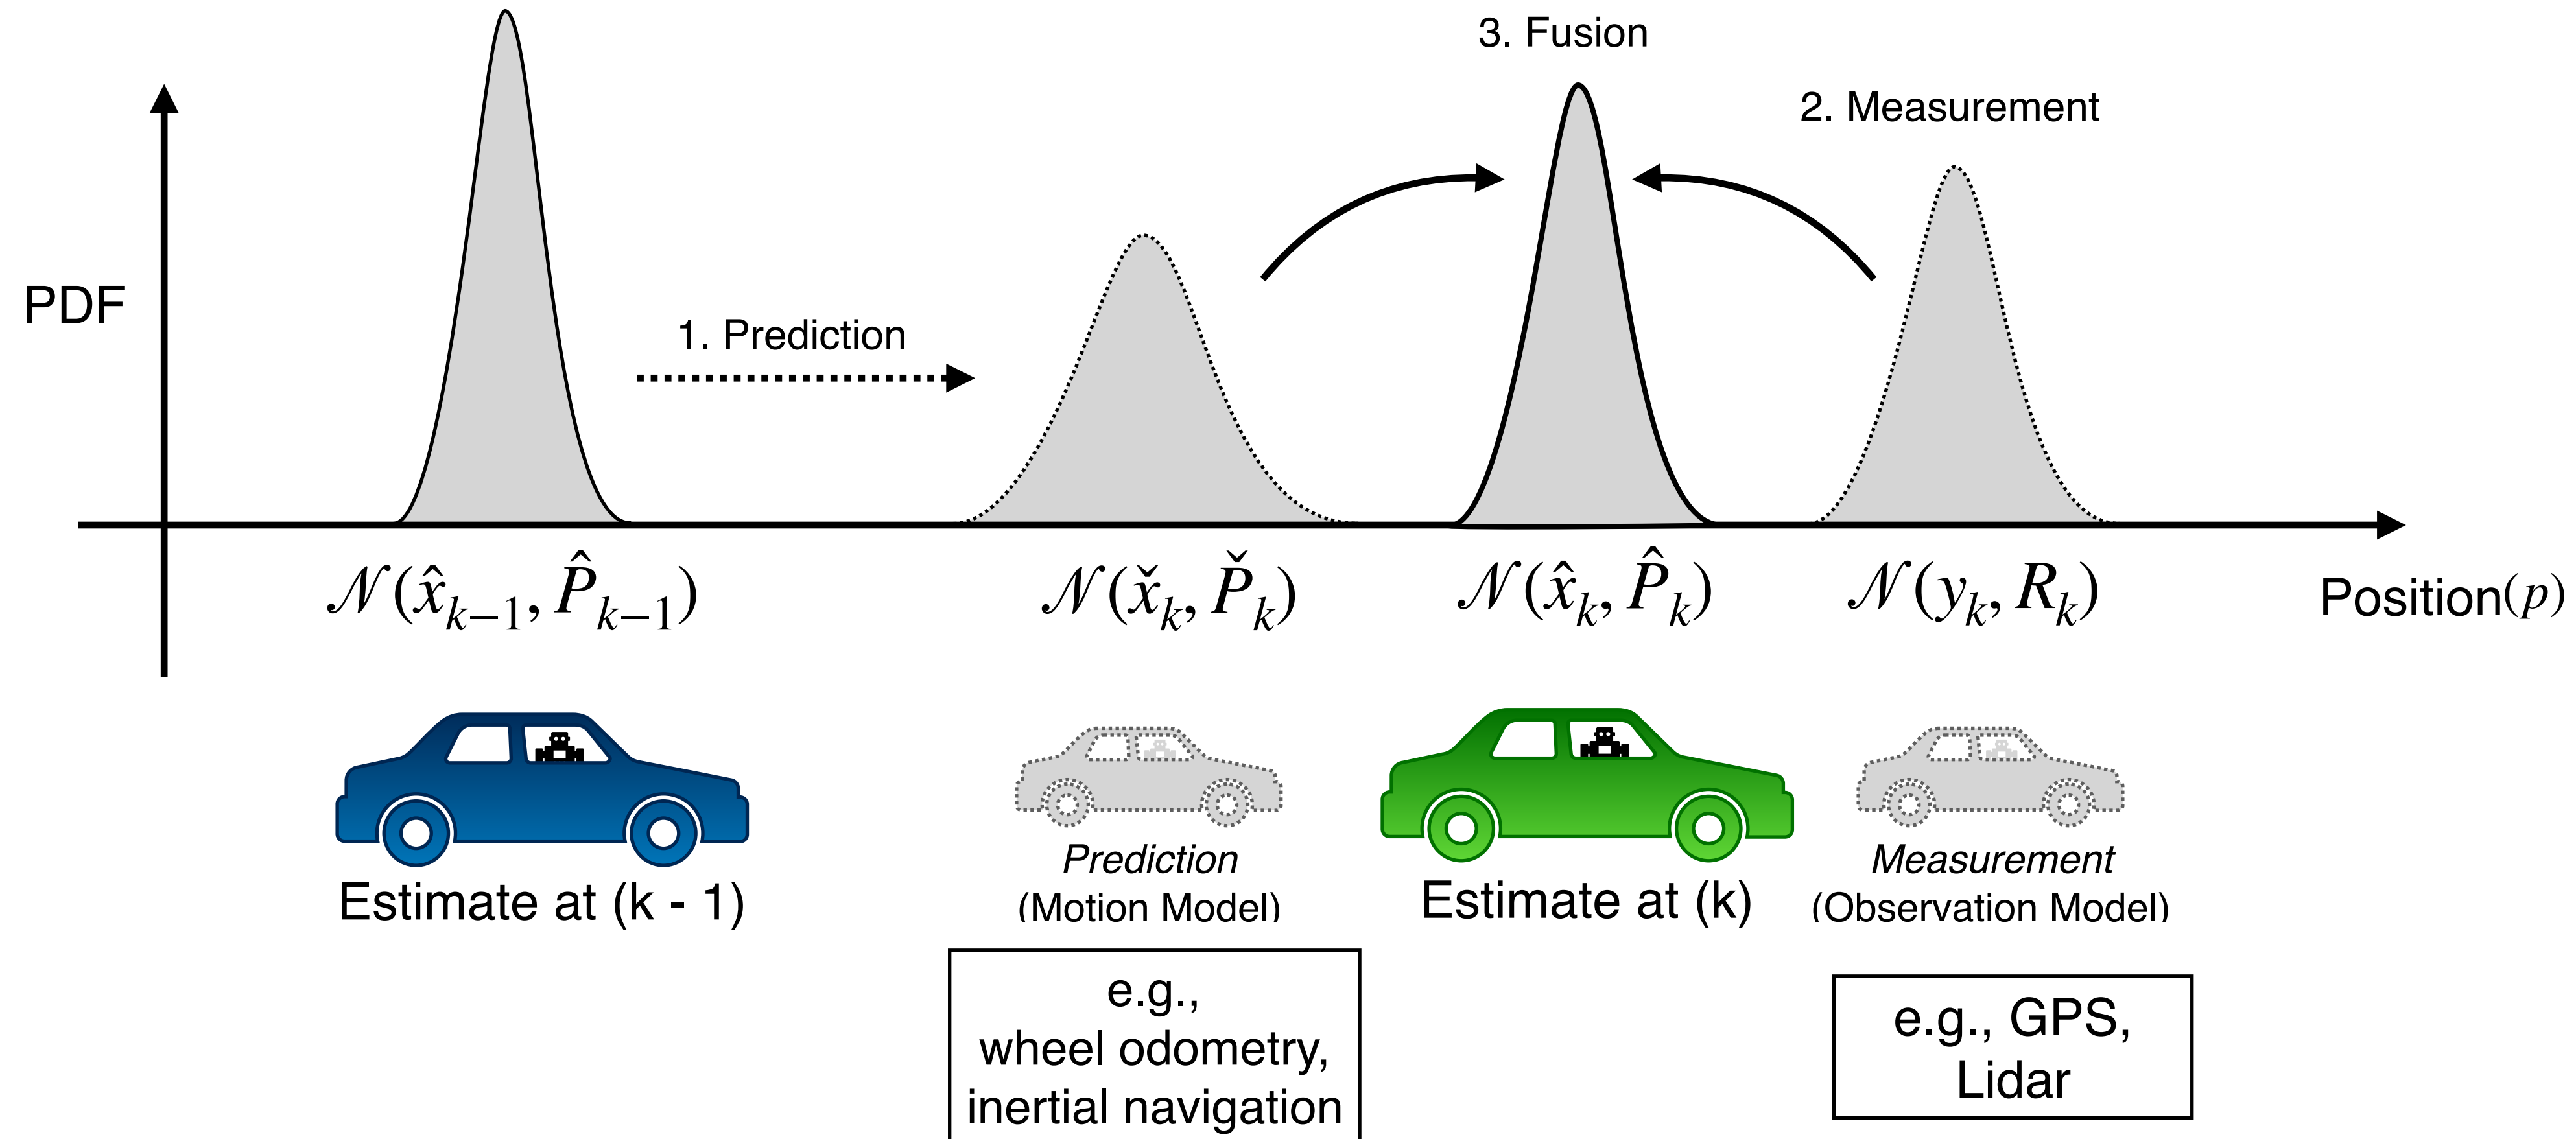 3. Fusion
2. Measurement
PDF
1. Prediction
𝒩(x̂ₖ₋₁, P̂ₖ₋₁)
𝒩(x̌ₖ, P̌ₖ)
𝒩(x̂ₖ, P̂ₖ)
𝒩(yₖ, Rₖ)
Position(p)
Estimate at (k - 1)
Prediction
(Motion Model)
Estimate at (k)
Measurement
(Observation Model)
e.g.,
wheel odometry,
inertial navigation
e.g., GPS,
Lidar